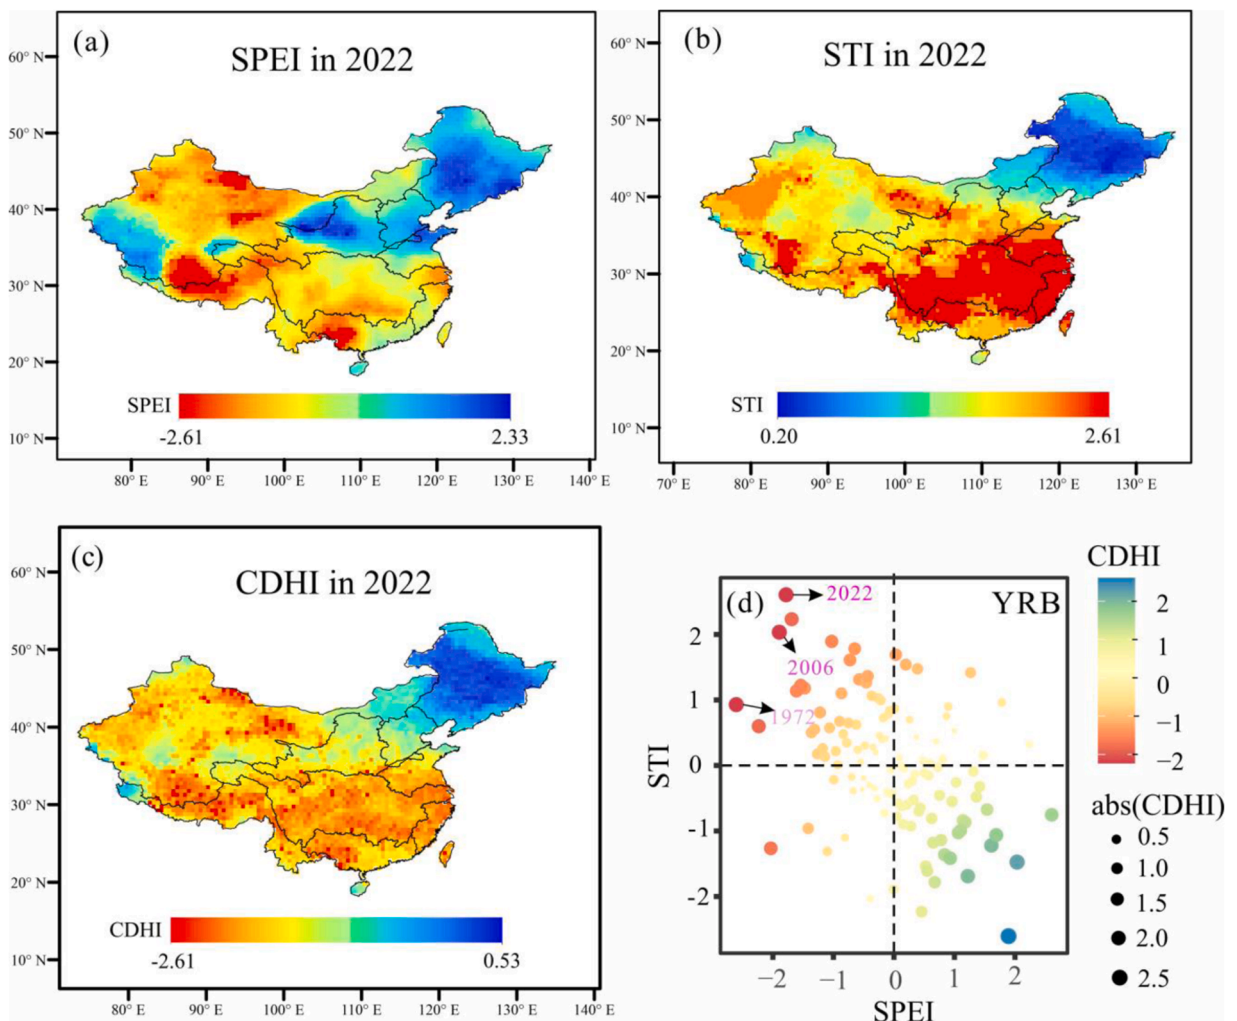 (a)
SPEI in 2022
60° N
50° N
40° N
30° N
20° N
10° N
SPEI
-2.61 2.33
80° E 90° E 100° E 110° E 120° E 130° E 140° E
(b)
STI in 2022
60° N
50° N
40° N
30° N
20° N
10° N
STI
0.20 2.61
70° E 80° E 90° E 100° E 110° E 120° E 130° E
(c)
CDHI in 2022
60° N
50° N
40° N
30° N
20° N
10° N
CDHI
-2.61 0.53
80° E 90° E 100° E 110° E 120° E 130° E 140° E
(d)
YRB
2022
2006
1972
STI
2
1
0
-1
-2
−2 −1 0 1 2
SPEI
CDHI
2
1
0
−1
−2
abs(CDHI)
0.5
1.0
1.5
2.0
2.5